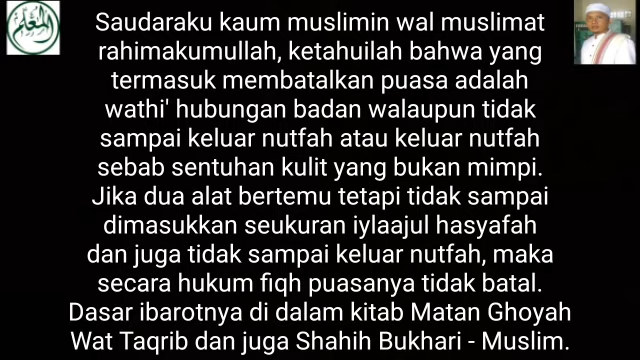 Saudaraku kaum muslimin wal muslimat
rahimakumullah, ketahuilah bahwa yang
termasuk membatalkan puasa adalah
wathi' hubungan badan walaupun tidak
sampai keluar nutfah atau keluar nutfah
sebab sentuhan kulit yang bukan mimpi.
Jika dua alat bertemu tetapi tidak sampai
dimasukkan seukuran iylaajul hasyafah
dan juga tidak sampai keluar nutfah, maka
secara hukum fiqh puasanya tidak batal.
Dasar ibarotnya di dalam kitab Matan Ghoyah
Wat Taqrib dan juga Shahih Bukhari - Muslim.